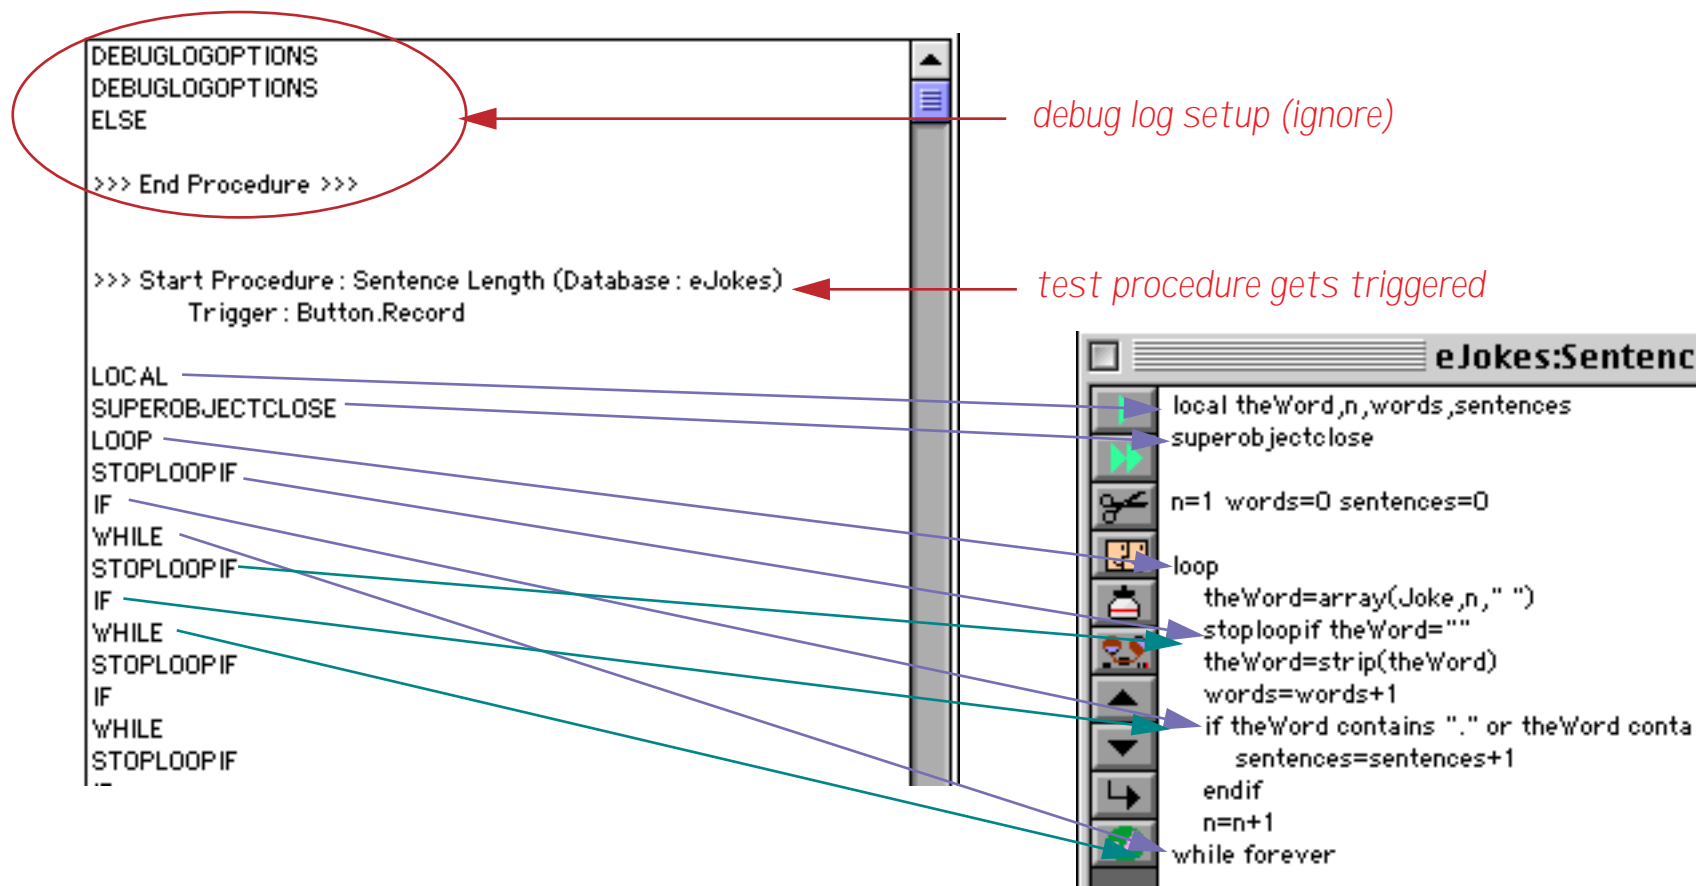 DEBUGLOGOPTIONS
DEBUGLOGOPTIONS
ELSE
>>> End Procedure >>>
debug log setup (ignore)
>>> Start Procedure : Sentence Length (Database : eJokes)
Trigger : Button.Record
test procedure gets triggered
LOCAL
SUPEROBJECTCLOSE
LOOP
STOPLOOPIF
IF
WHILE
STOPLOOPIF
IF
WHILE
STOPLOOPIF
IF
WHILE
STOPLOOPIF
eJokes:Sentenc
local theWord,n,words,sentences
superobjectclose
n=1 words=0 sentences=0
loop
theWord=array(Joke,n," ")
stoploopif theWord=""
theWord=strip(theWord)
words=words+1
if theWord contains "." or theWord conta
sentences=sentences+1
endif
n=n+1
while forever